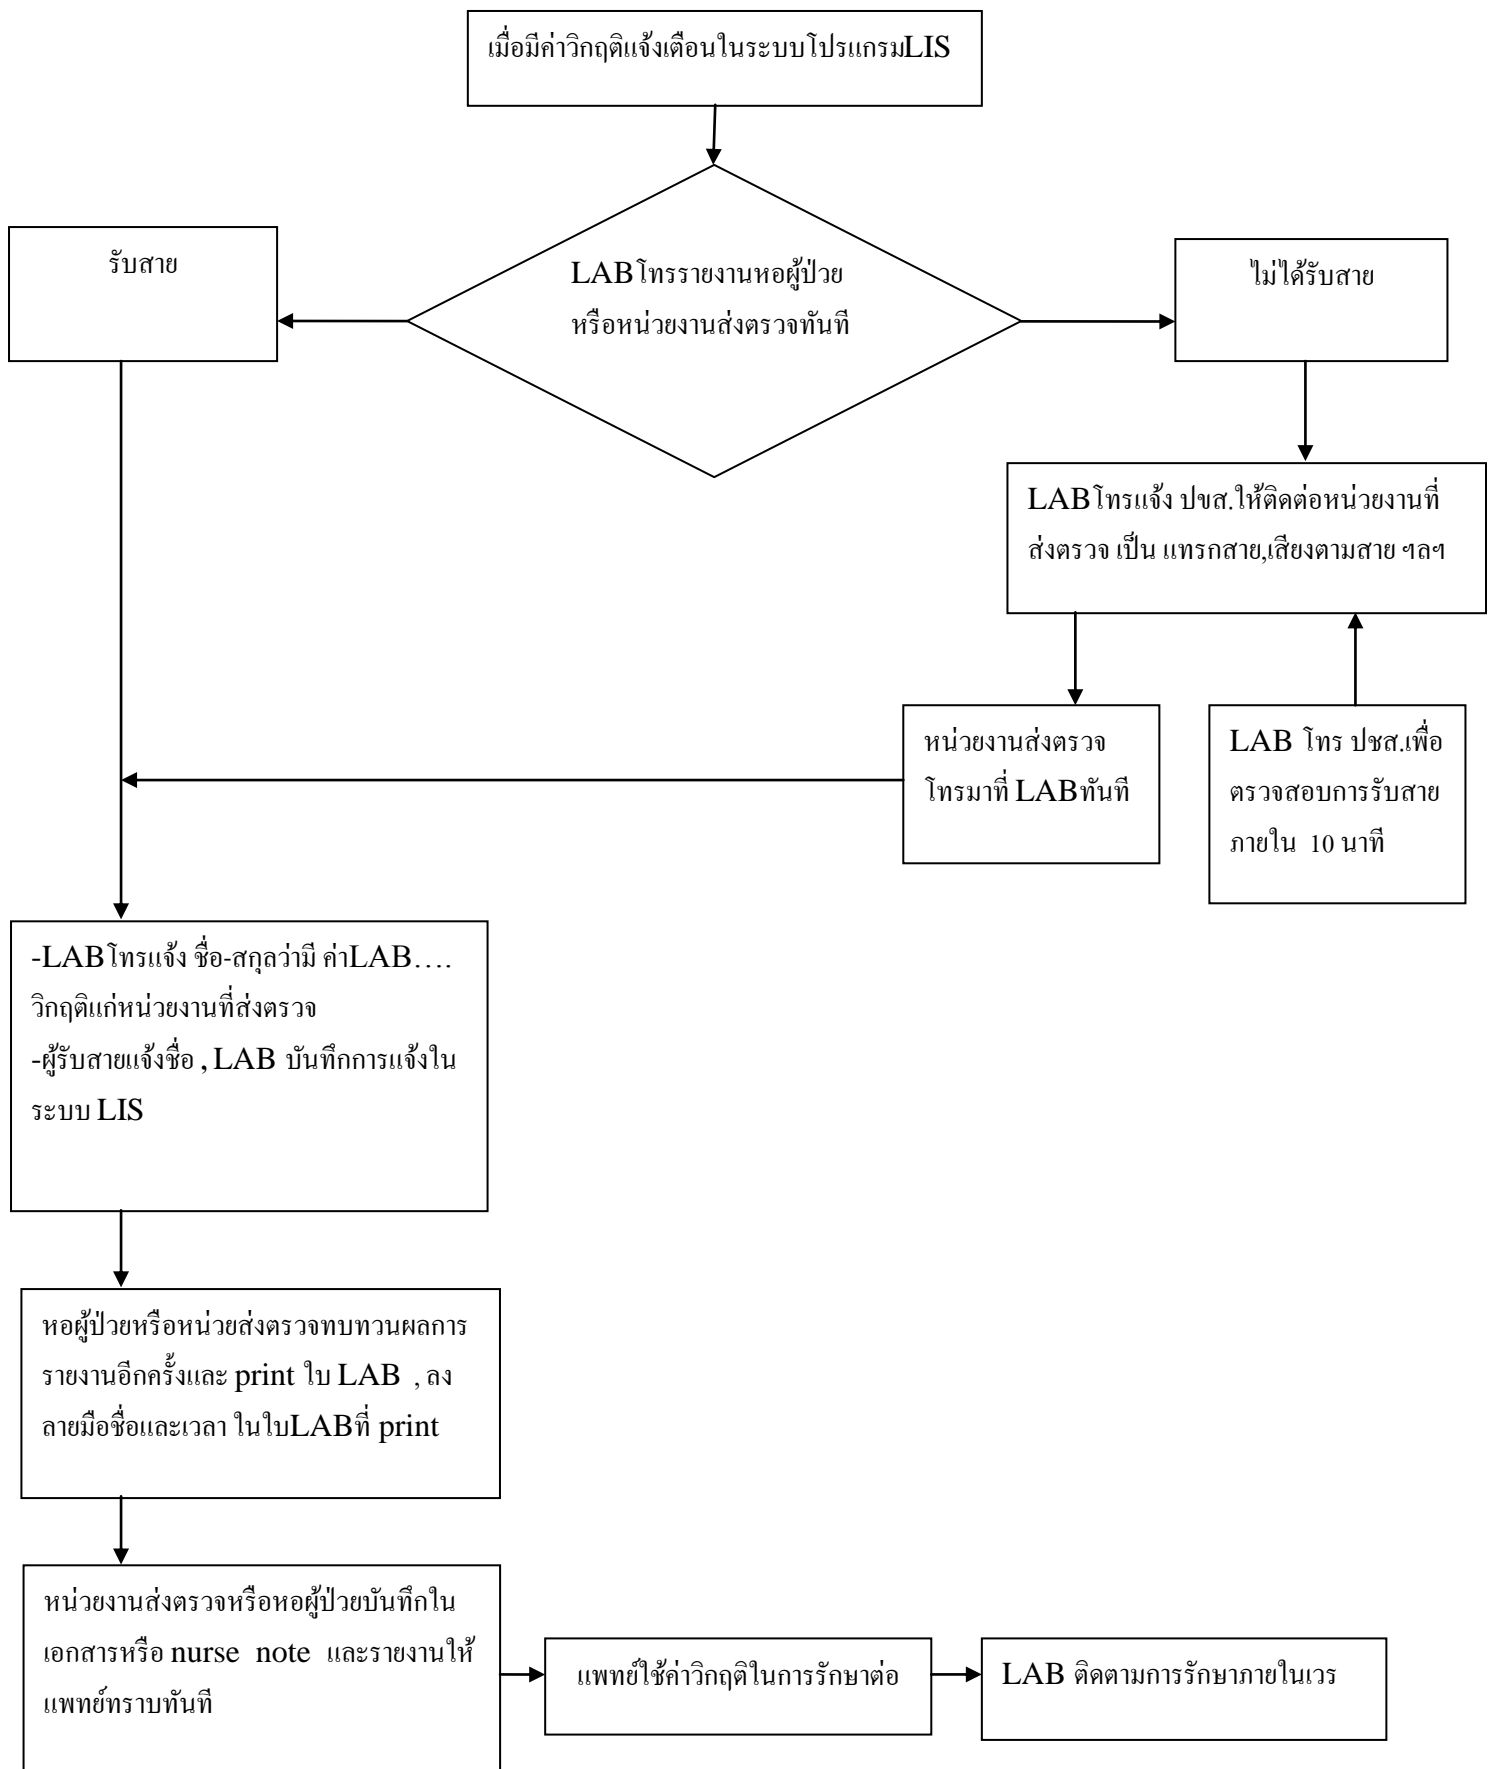 เมื่อมีค่าวิกฤติแจ้งเตือนในระบบโปรแกรมLIS
รับสาย
LABโทรรายงานหอผู้ป่วย
หรือหน่วยงานส่งตรวจทันที
ไม่ได้รับสาย
LABโทรแจ้ง ปขส.ให้ติดต่อหน่วยงานที่
ส่งตรวจ เป็น แทรกสาย,เสียงตามสาย ฯลฯ
หน่วยงานส่งตรวจ
โทรมาที่ LABทันที
LAB โทร ปชส.เพื่อ
ตรวจสอบการรับสาย
ภายใน 10 นาที
-LABโทรแจ้ง ชื่อ-สกุลว่ามี ค่าLAB....
วิกฤติแก่หน่วยงานที่ส่งตรวจ
-ผู้รับสายแจ้งชื่อ , LAB บันทึกการแจ้งใน
ระบบ LIS
หอผู้ป่วยหรือหน่วยส่งตรวจทบทวนผลการ
รายงานอีกครั้งและ print ใบ LAB , ลง
ลายมือชื่อและเวลา ในใบLABที่ print
หน่วยงานส่งตรวจหรือหอผู้ป่วยบันทึกใน
เอกสารหรือ nurse note และรายงานให้
แพทย์ทราบทันที
แพทย์ใช้ค่าวิกฤติในการรักษาต่อ
LAB ติดตามการรักษาภายในเวร